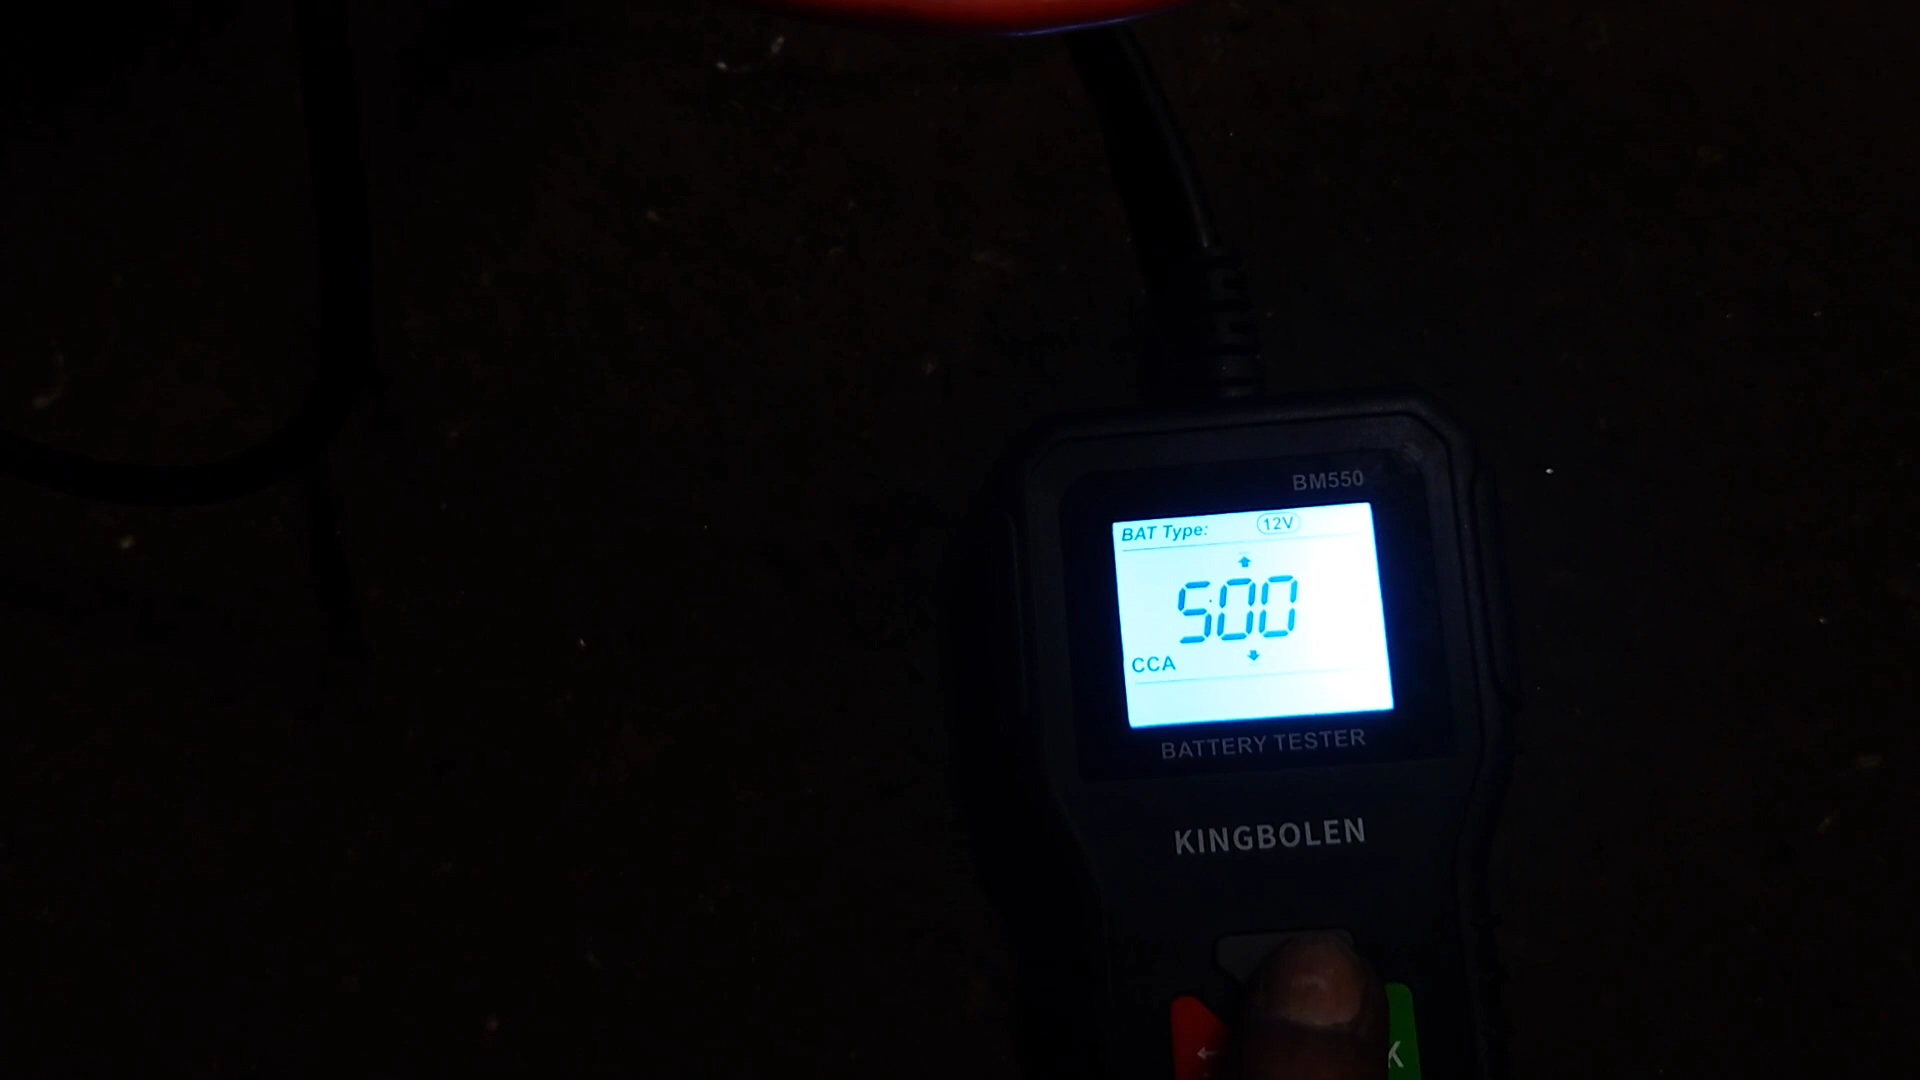 BM550
BAT Type: 12V
500
CCA
BATTERY TESTER
KINGBOLEN
K